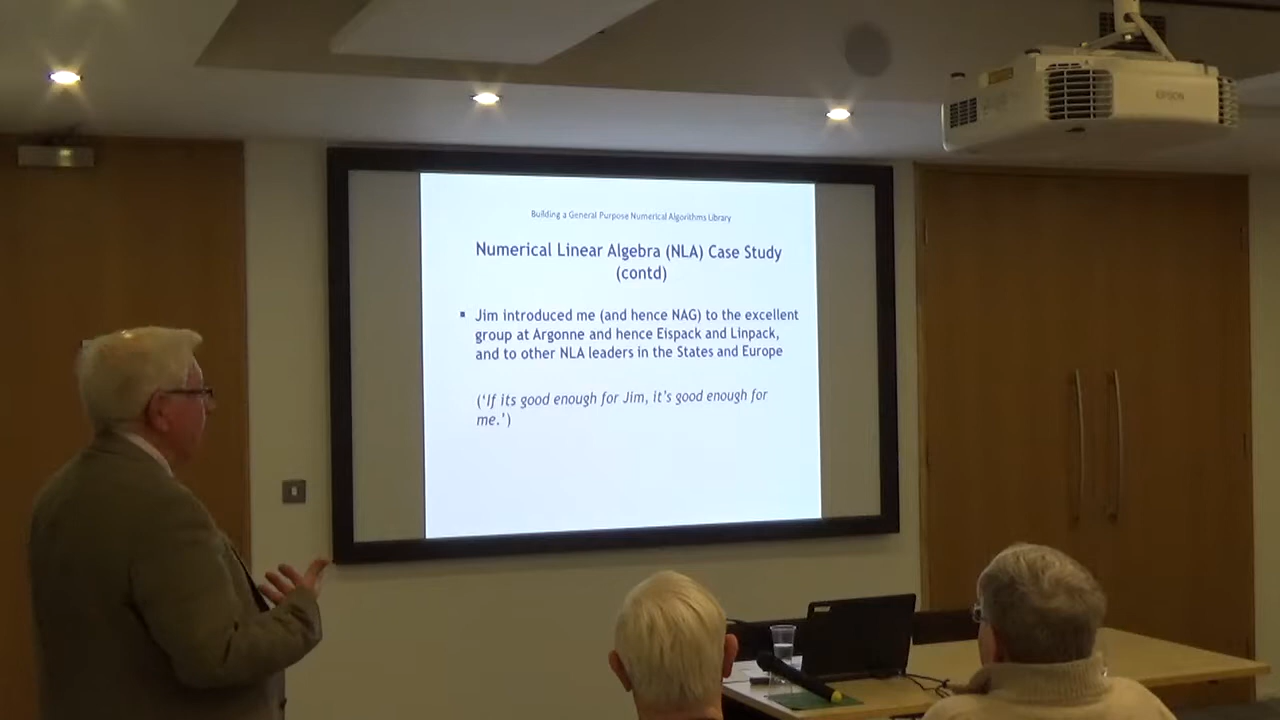 EPSON
Building a General Purpose Numerical Algorithms Library
Numerical Linear Algebra (NLA) Case Study
(contd)
▪ Jim introduced me (and hence NAG) to the excellent
group at Argonne and hence Eispack and Linpack,
and to other NLA leaders in the States and Europe
(‘If its good enough for Jim, it’s good enough for
me.’)